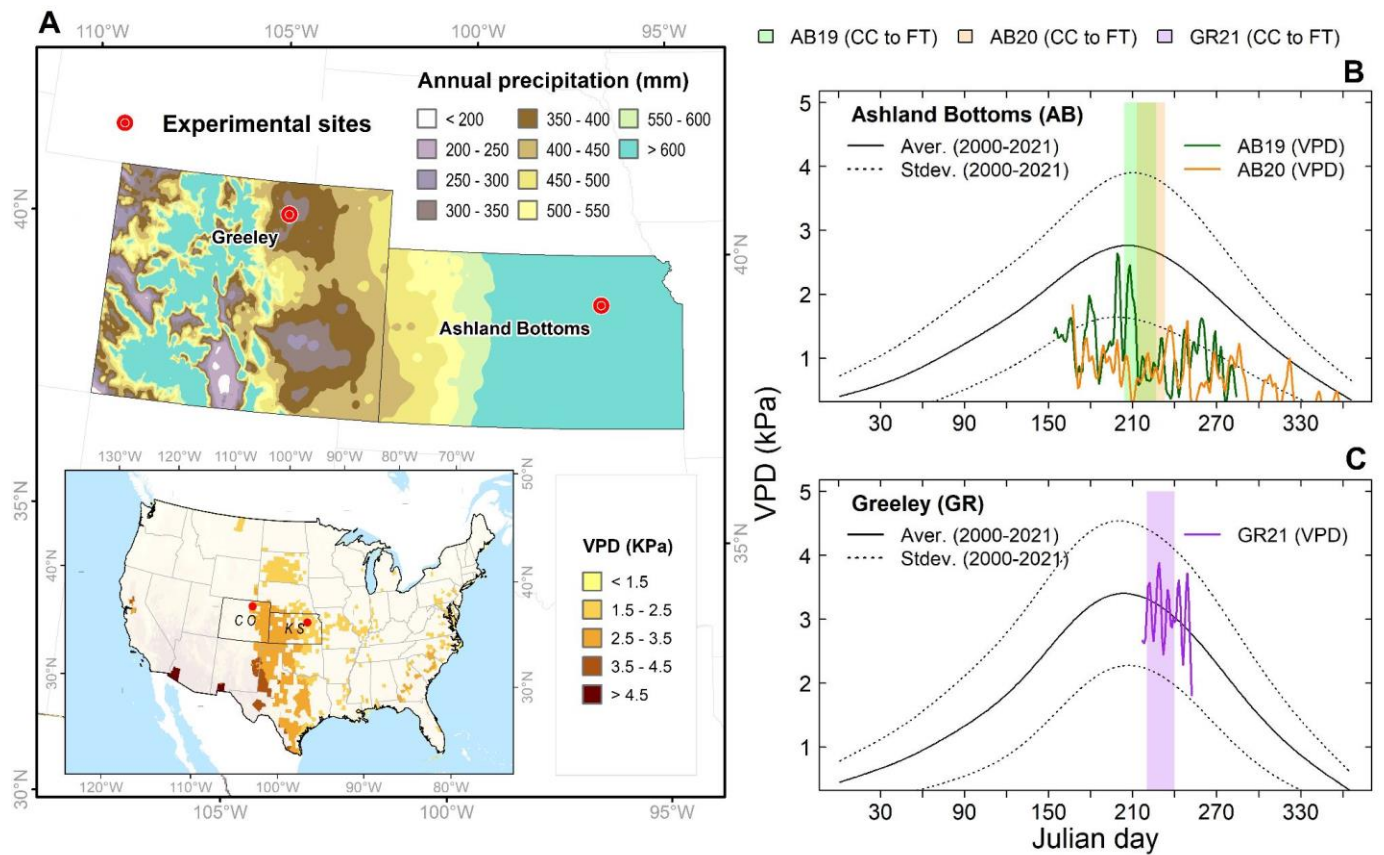 A
110°W 105°W 100°W 95°W
Annual precipitation (mm)
< 200 350 - 400 550 - 600
200 - 250 400 - 450 > 600
250 - 300 450 - 500
300 - 350 500 - 550
Experimental sites
40°N
Greeley
Ashland Bottoms
40°N
35°N
35°N
30°N
105°W 100°W 95°W
130°W 120°W 110°W 100°W 90°W 80°W 70°W
50°N
40°N
40°N
30°N
30°N
CO
KS
120°W 110°W 100°W 90°W 80°W
VPD (KPa)
< 1.5
1.5 - 2.5
2.5 - 3.5
3.5 - 4.5
> 4.5
AB19 (CC to FT) AB20 (CC to FT) GR21 (CC to FT)
B
Ashland Bottoms (AB)
Aver. (2000-2021) AB19 (VPD)
Stdev. (2000-2021) AB20 (VPD)
5
4
3
2
1
30 90 150 210 270 330
VPD (kPa)
C
Greeley (GR)
Aver. (2000-2021) GR21 (VPD)
Stdev. (2000-2021)
5
4
3
2
1
30 90 150 210 270 330
Julian day